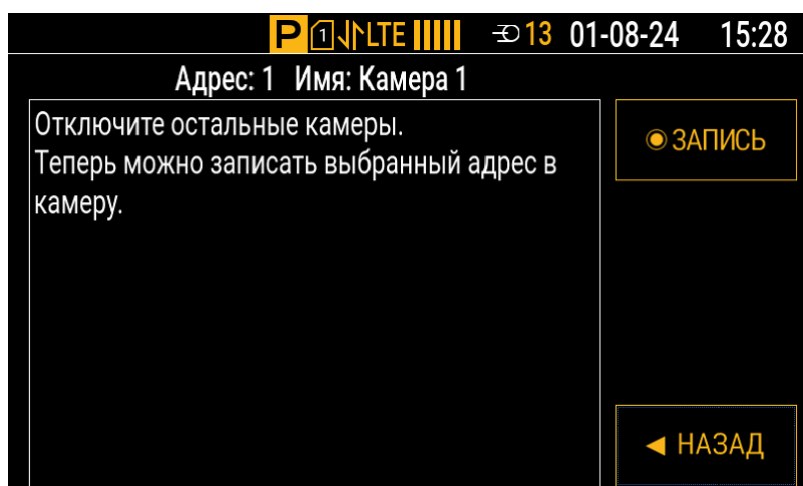 P 1 LTE 13 01-08-24 15:28
Адрес: 1 Имя: Камера 1
Отключите остальные камеры.
Теперь можно записать выбранный адрес в
камеру.
ЗАПИСЬ
НАЗАД